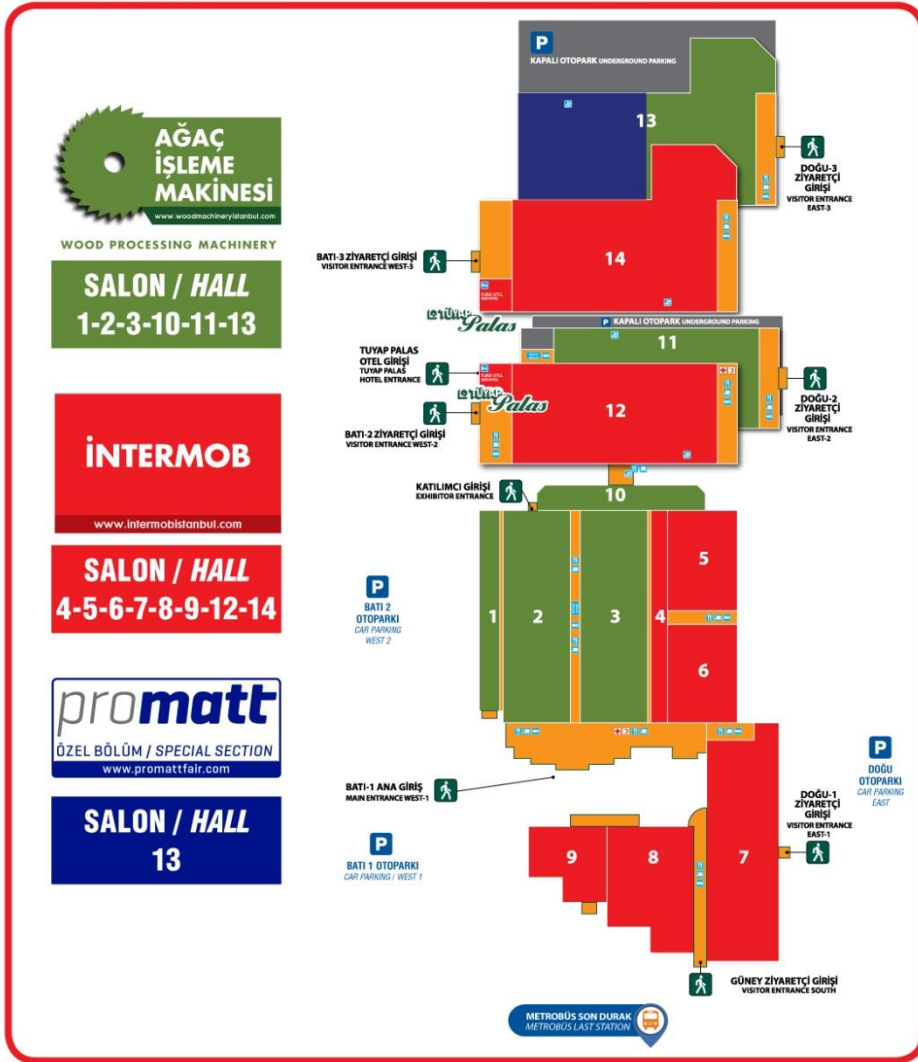 AĞAÇ
İŞLEME
MAKİNESİ
www.woodmachineryistanbul.com
WOOD PROCESSING MACHINERY
SALON / HALL
1-2-3-10-11-13
İNTERMOB
www.intermobistanbul.com
SALON / HALL
4-5-6-7-8-9-12-14
promatt
ÖZEL BÖLÜM / SPECIAL SECTION
www.promattfair.com
SALON / HALL
13
P
KAPALI OTOPARK UNDERGROUND PARKING
13
DOĞU-3
ZİYARETÇİ
GİRİŞİ
VISITOR ENTRANCE
EAST-3
BATI-3 ZİYARETÇİ GİRİŞİ
VISITOR ENTRANCE WEST-3
14
TÜYAP
Palas
P KAPALI OTOPARK UNDERGROUND PARKING
11
TUYAP PALAS
OTEL GİRİŞİ
TUYAP PALAS
HOTEL ENTRANCE
TÜYAP
Palas
12
BATI-2 ZİYARETÇİ GİRİŞİ
VISITOR ENTRANCE WEST-2
DOĞU-2
ZİYARETÇİ
GİRİŞİ
VISITOR ENTRANCE
EAST-2
KATILIMCI GİRİŞİ
EXHIBITOR ENTRANCE
10
P
BATI 2
OTOPARKI
CAR PARKING
WEST 2
1
2
3
4
5
6
BATI-1 ANA GİRİŞ
MAIN ENTRANCE WEST-1
P
BATI 1 OTOPARKI
CAR PARKING / WEST 1
9
8
7
P
DOĞU
OTOPARKI
CAR PARKING
EAST
DOĞU-1
ZİYARETÇİ
GİRİŞİ
VISITOR ENTRANCE
EAST-1
GÜNEY ZİYARETÇİ GİRİŞİ
VISITOR ENTRANCE SOUTH
METROBÜS SON DURAK
METROBÜS LAST STATION